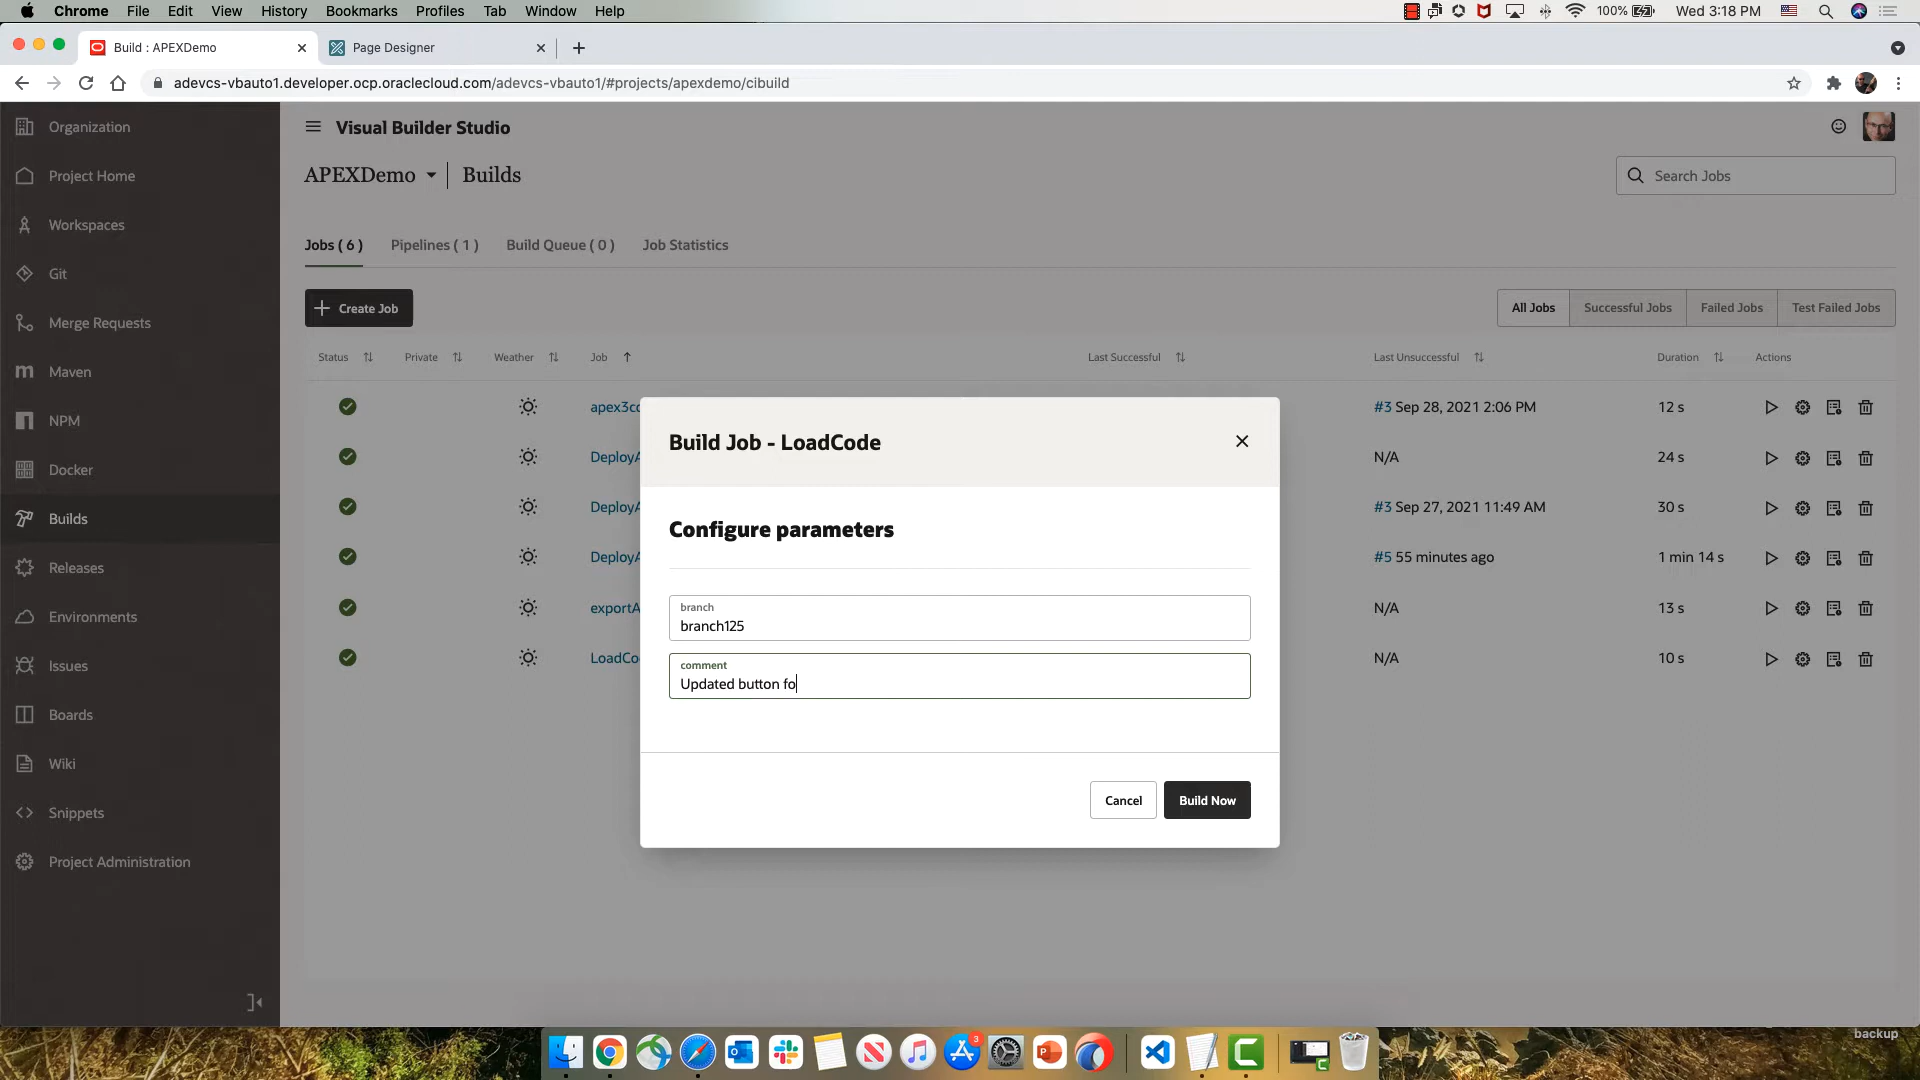 Chrome File Edit View History Bookmarks Profiles Tab Window Help
100% Wed 3:18 PM
Build : APEXDemo
Page Designer
adevcs-vbauto1.developer.ocp.oraclecloud.com/adevcs-vbauto1/#projects/apexdemo/cibuild
Organization
Project Home
Workspaces
Git
Merge Requests
Maven
NPM
Docker
Builds
Releases
Environments
Issues
Boards
Wiki
Snippets
Project Administration
Visual Builder Studio
APEXDemo Builds
Search Jobs
Jobs ( 6 ) Pipelines ( 1 ) Build Queue ( 0 ) Job Statistics
Create Job
All Jobs Successful Jobs Failed Jobs Test Failed Jobs
Status Private Weather Job Last Successful Last Unsuccessful Duration Actions
apex3co #3 Sep 28, 2021 2:06 PM 12 s
DeployA N/A 24 s
DeployA #3 Sep 27, 2021 11:49 AM 30 s
DeployA #5 55 minutes ago 1 min 14 s
exportA N/A 13 s
LoadCo N/A 10 s
Build Job - LoadCode
Configure parameters
branch
branch125
comment
Updated button fo
Cancel Build Now
3
backup